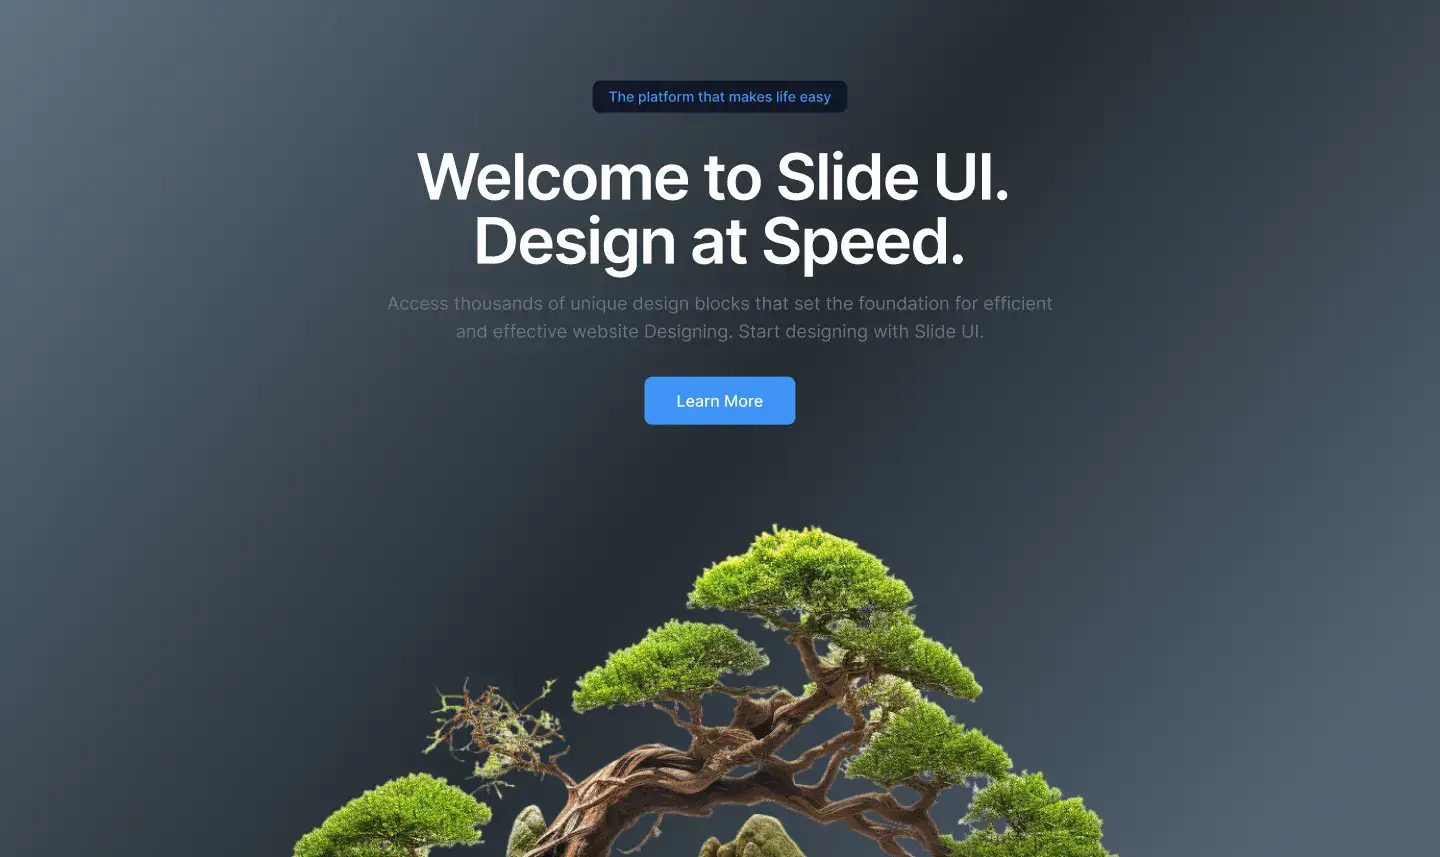 The platform that makes life easy
Welcome to Slide UI.
Design at Speed.
Access thousands of unique design blocks that set the foundation for efficient
and effective website Designing. Start designing with Slide UI.
Learn More